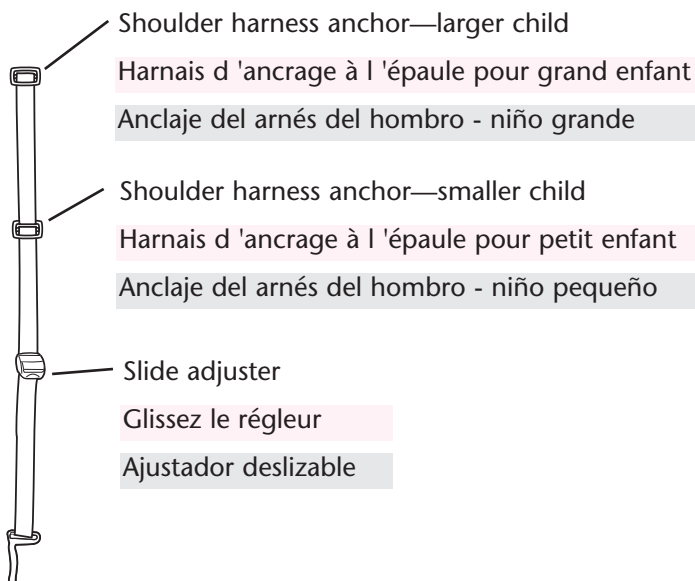 Shoulder harness anchor—larger child
Harnais d 'ancrage à l 'épaule pour grand enfant
Anclaje del arnés del hombro - niño grande
Shoulder harness anchor—smaller child
Harnais d 'ancrage à l 'épaule pour petit enfant
Anclaje del arnés del hombro - niño pequeño
Slide adjuster
Glissez le régleur
Ajustador deslizable